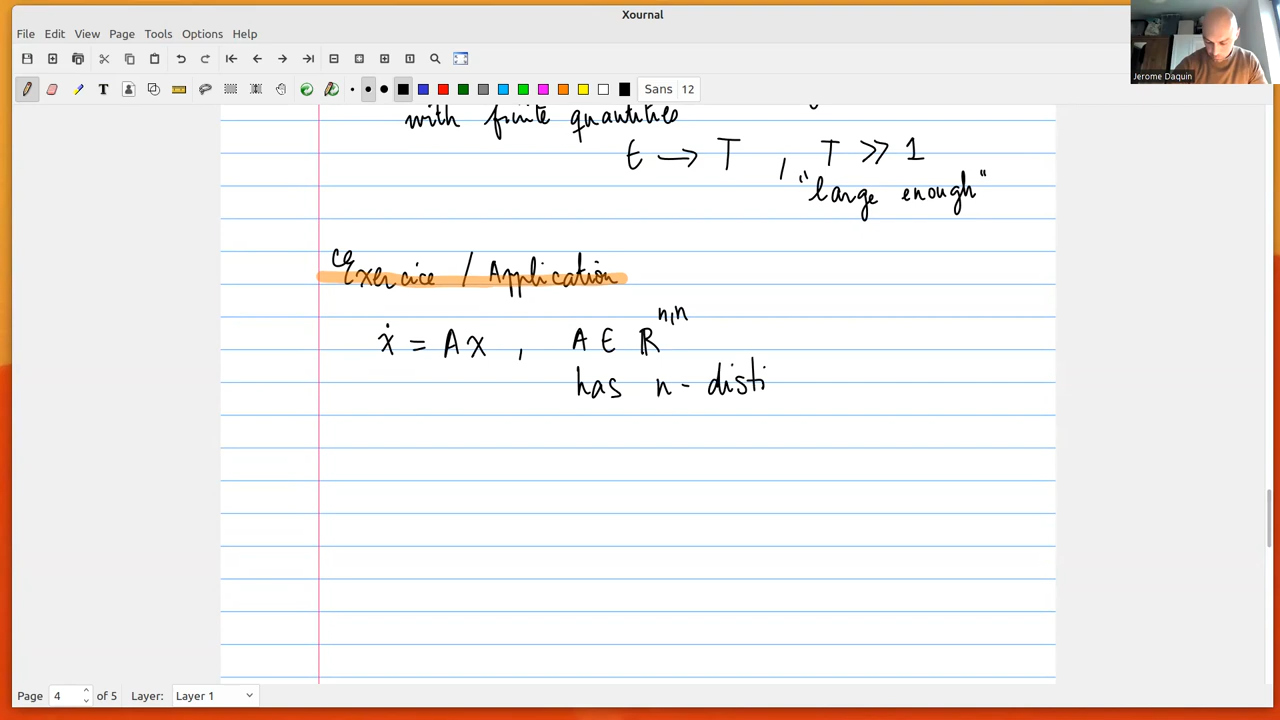 Xournal
File Edit View Page Tools Options Help
Sans 12
Jerome Daquin
with finite quantities
t → T , T >> 1
"large enough"
Exercice / Application
ẋ = Ax , A ∈ ℝⁿ,ⁿ
has n- disti
Page 4 of 5 Layer: Layer 1